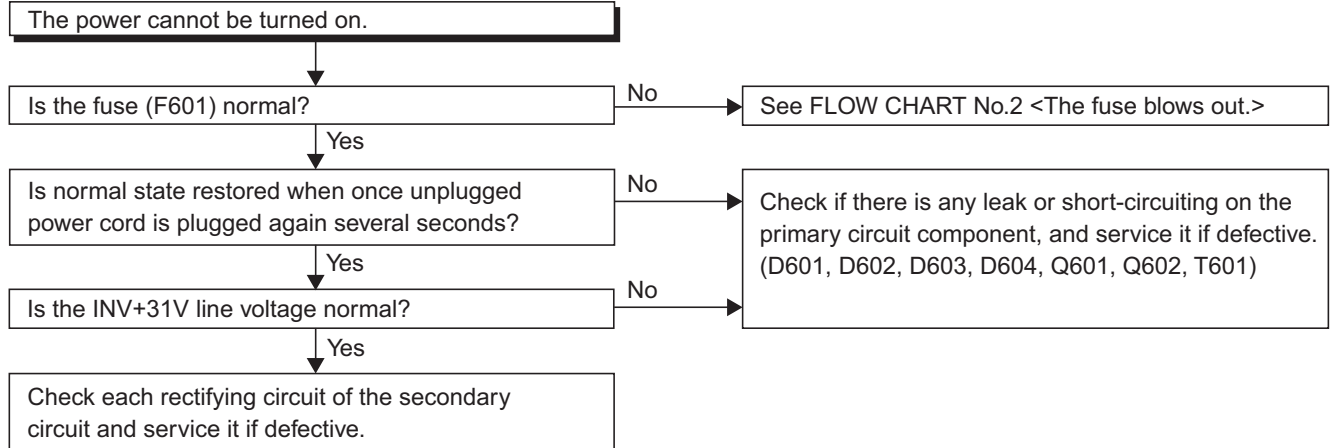 The power cannot be turned on.
Is the fuse (F601) normal?
No
See FLOW CHART No.2 <The fuse blows out.>
Yes
Is normal state restored when once unplugged
power cord is plugged again several seconds?
No
Check if there is any leak or short-circuiting on the
primary circuit component, and service it if defective.
(D601, D602, D603, D604, Q601, Q602, T601)
Yes
Is the INV+31V line voltage normal?
No
Yes
Check each rectifying circuit of the secondary
circuit and service it if defective.